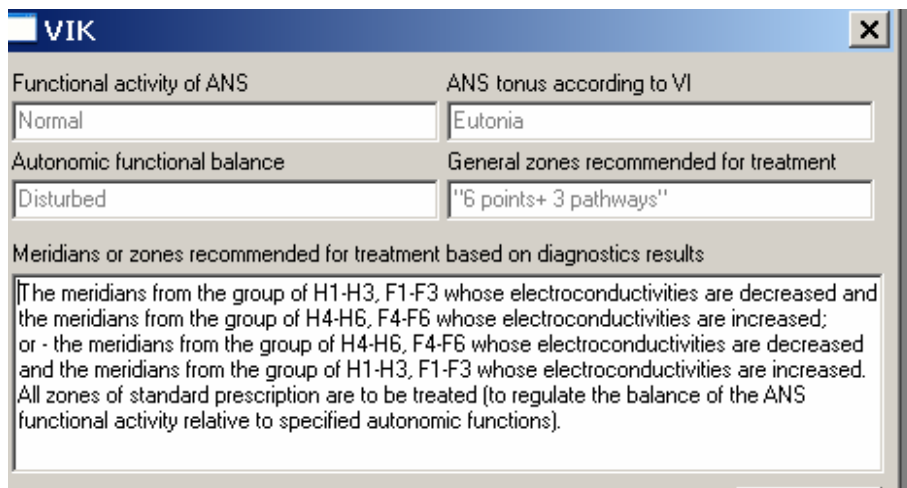 VIK
Functional activity of ANS
ANS tonus according to VI
Normal
Eutonia
Autonomic functional balance
General zones recommended for treatment
Disturbed
"6 points+ 3 pathways"
Meridians or zones recommended for treatment based on diagnostics results
The meridians from the group of H1-H3, F1-F3 whose electroconductivities are decreased and
the meridians from the group of H4-H6, F4-F6 whose electroconductivities are increased;
or - the meridians from the group of H4-H6, F4-F6 whose electroconductivities are decreased
and the meridians from the group of H1-H3, F1-F3 whose electroconductivities are increased.
All zones of standard prescription are to be treated (to regulate the balance of the ANS
functional activity relative to specified autonomic functions).